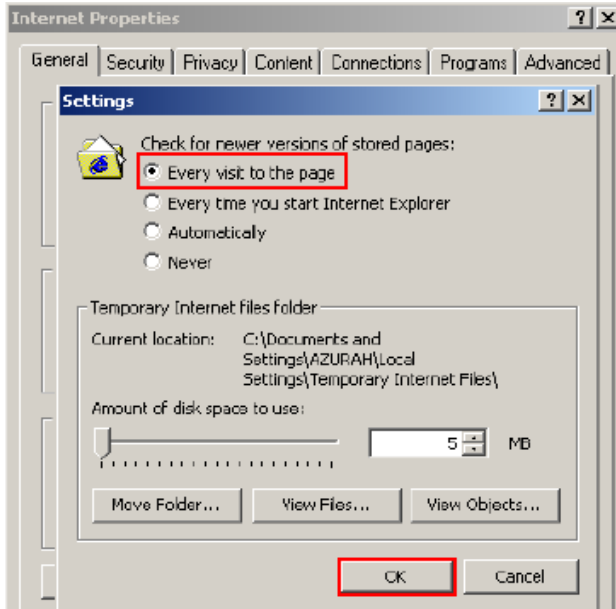 Internet Properties
General Security Privacy Content Connections Programs Advanced
Settings
Check for newer versions of stored pages:
Every visit to the page
Every time you start Internet Explorer
Automatically
Never
Temporary Internet files folder
Current location: C:\Documents and
Settings\AZURAH\Local
Settings\Temporary Internet Files\
Amount of disk space to use:
5 MB
Move Folder... View Files... View Objects...
OK Cancel